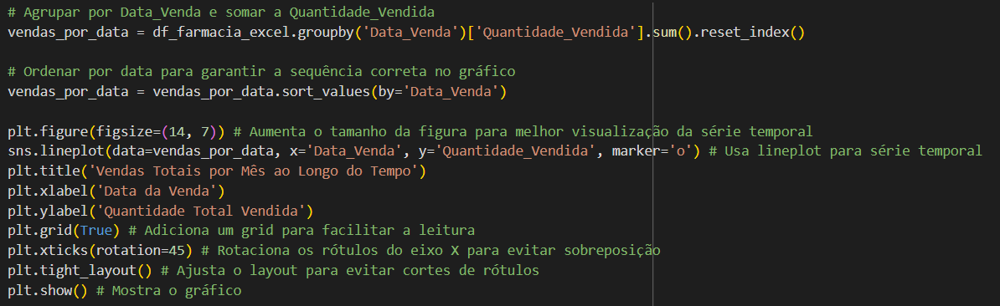 # Agrupar por Data_Venda e somar a Quantidade_Vendida
vendas_por_data = df_farmacia_excel.groupby('Data_Venda')['Quantidade_Vendida'].sum().reset_index()
# Ordenar por data para garantir a sequência correta no gráfico
vendas_por_data = vendas_por_data.sort_values(by='Data_Venda')
plt.figure(figsize=(14, 7)) # Aumenta o tamanho da figura para melhor visualização da série temporal
sns.lineplot(data=vendas_por_data, x='Data_Venda', y='Quantidade_Vendida', marker='o') # Usa lineplot para série temporal
plt.title('Vendas Totais por Mês ao Longo do Tempo')
plt.xlabel('Data da Venda')
plt.ylabel('Quantidade Total Vendida')
plt.grid(True) # Adiciona um grid para facilitar a leitura
plt.xticks(rotation=45) # Rotaciona os rótulos do eixo X para evitar sobreposição
plt.tight_layout() # Ajusta o layout para evitar cortes de rótulos
plt.show() # Mostra o gráfico